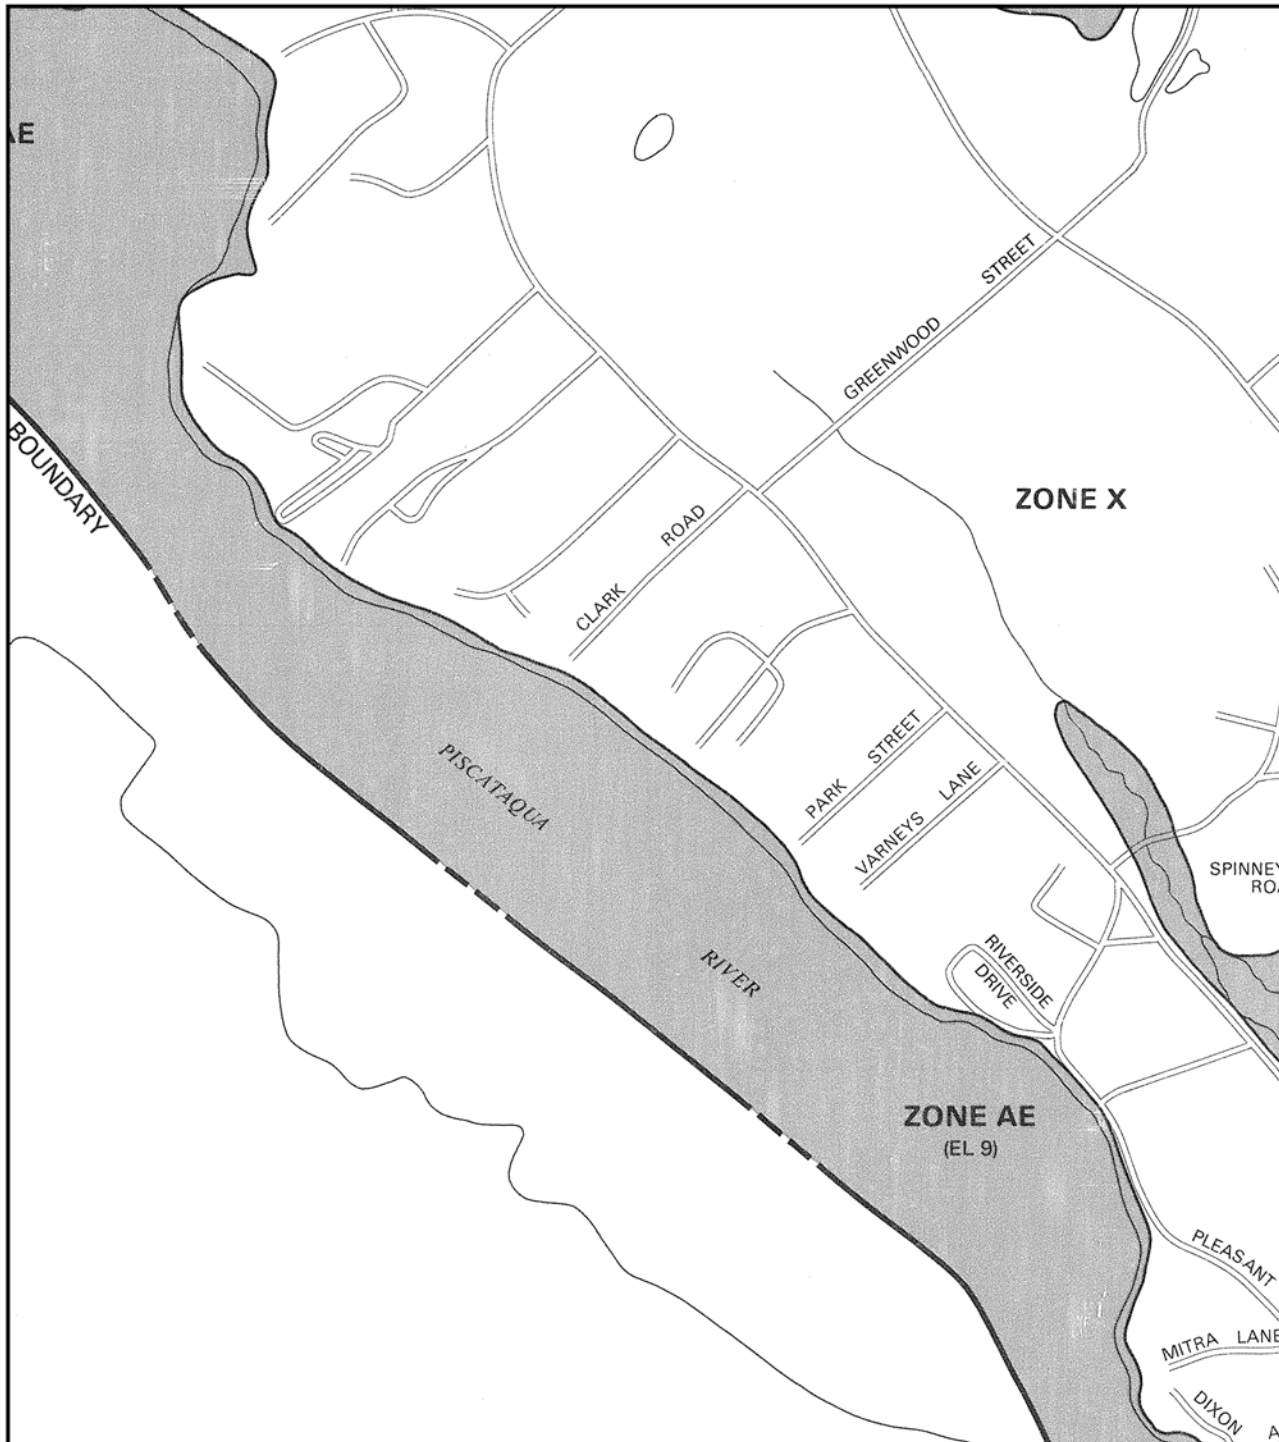 AE
STREET
GREENWOOD
BOUNDARY
ZONE X
ROAD
CLARK
STREET
PARK
LANE
VARNEYS
PISCATAQUA
SPINNEY
RIVERSIDE
DRIVE
RIVER
ZONE AE
(EL 9)
PLEASANT
MITRA LANE
DIXON